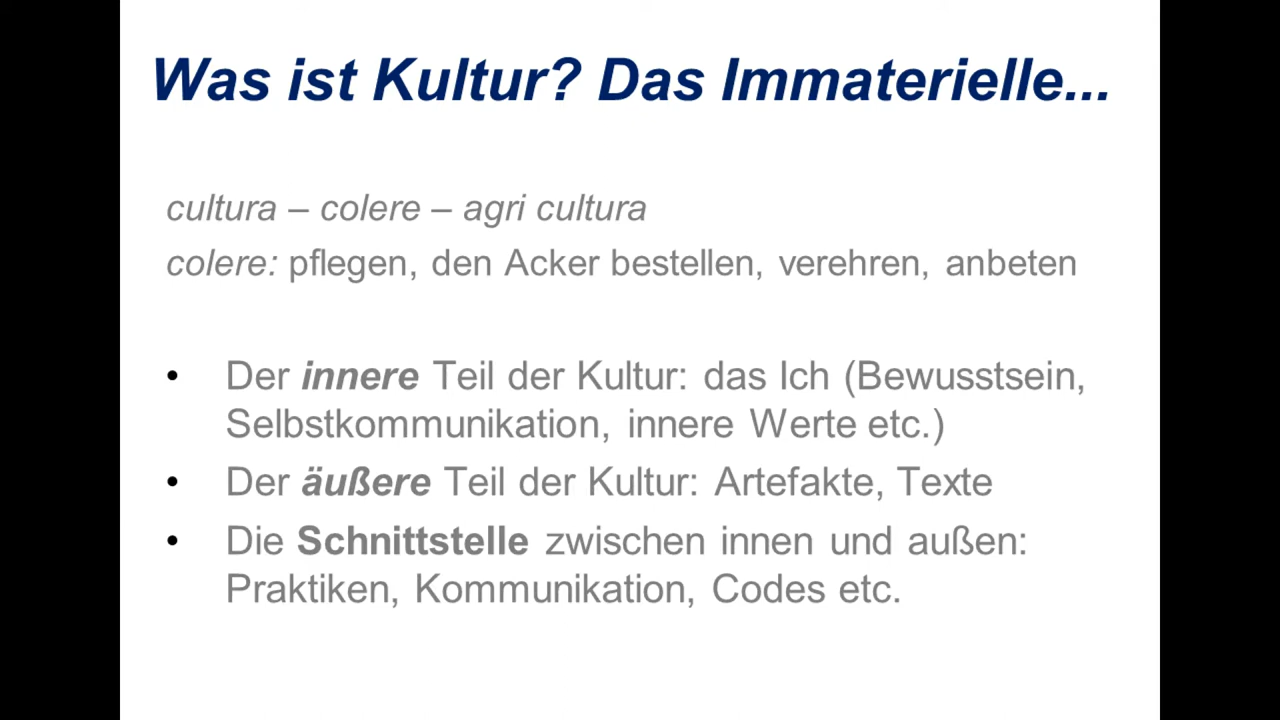 Was ist Kultur? Das Immaterielle...
cultura – colere – agri cultura
colere: pflegen, den Acker bestellen, verehren, anbeten
• Der innere Teil der Kultur: das Ich (Bewusstsein,
Selbstkommunikation, innere Werte etc.)
• Der äußere Teil der Kultur: Artefakte, Texte
• Die Schnittstelle zwischen innen und außen:
Praktiken, Kommunikation, Codes etc.